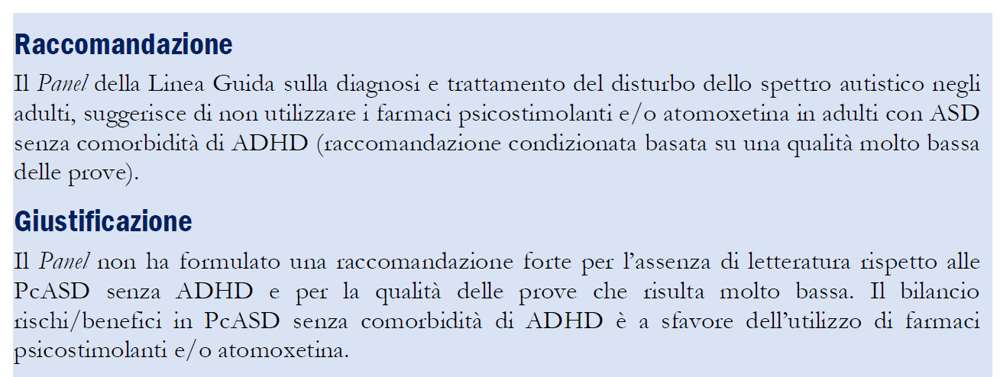 Raccomandazione
Il Panel della Linea Guida sulla diagnosi e trattamento del disturbo dello spettro autistico negli
adulti, suggerisce di non utilizzare i farmaci psicostimolanti e/o atomoxetina in adulti con ASD
senza comorbidità di ADHD (raccomandazione condizionata basata su una qualità molto bassa
delle prove).
Giustificazione
Il Panel non ha formulato una raccomandazione forte per l’assenza di letteratura rispetto alle
PcASD senza ADHD e per la qualità delle prove che risulta molto bassa. Il bilancio
rischi/benefici in PcASD senza comorbidità di ADHD è a sfavore dell’utilizzo di farmaci
psicostimolanti e/o atomoxetina.